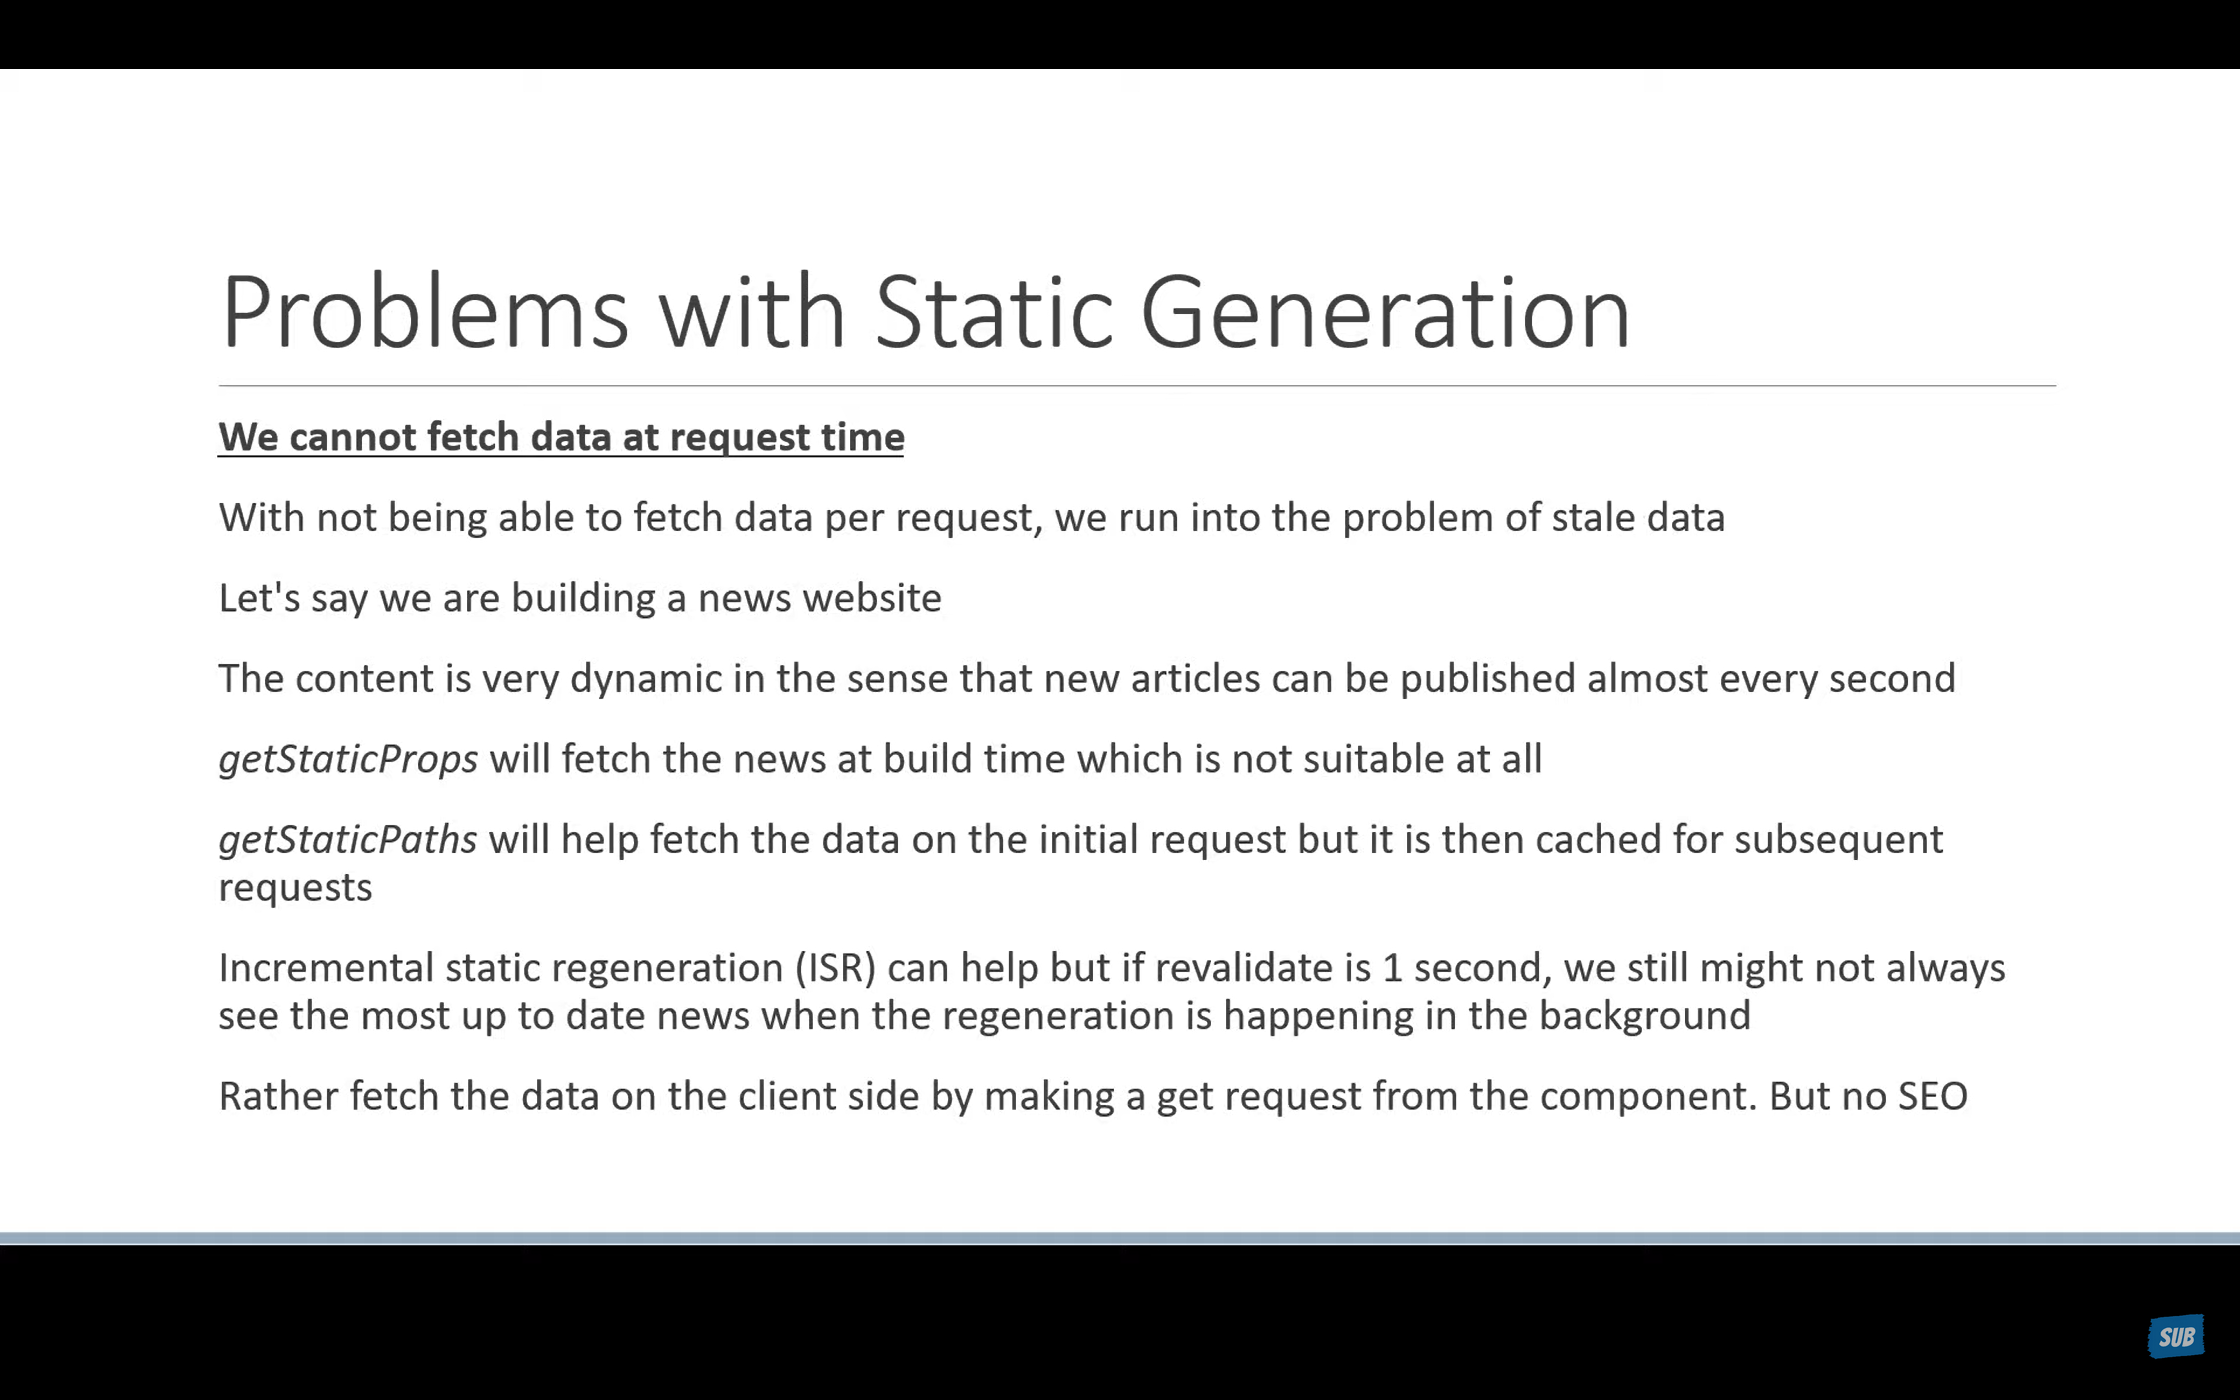 Problems with Static Generation
We cannot fetch data at request time
With not being able to fetch data per request, we run into the problem of stale data
Let's say we are building a news website
The content is very dynamic in the sense that new articles can be published almost every second
getStaticProps will fetch the news at build time which is not suitable at all
getStaticPaths will help fetch the data on the initial request but it is then cached for subsequent
requests
Incremental static regeneration (ISR) can help but if revalidate is 1 second, we still might not always
see the most up to date news when the regeneration is happening in the background
Rather fetch the data on the client side by making a get request from the component. But no SEO
SUB